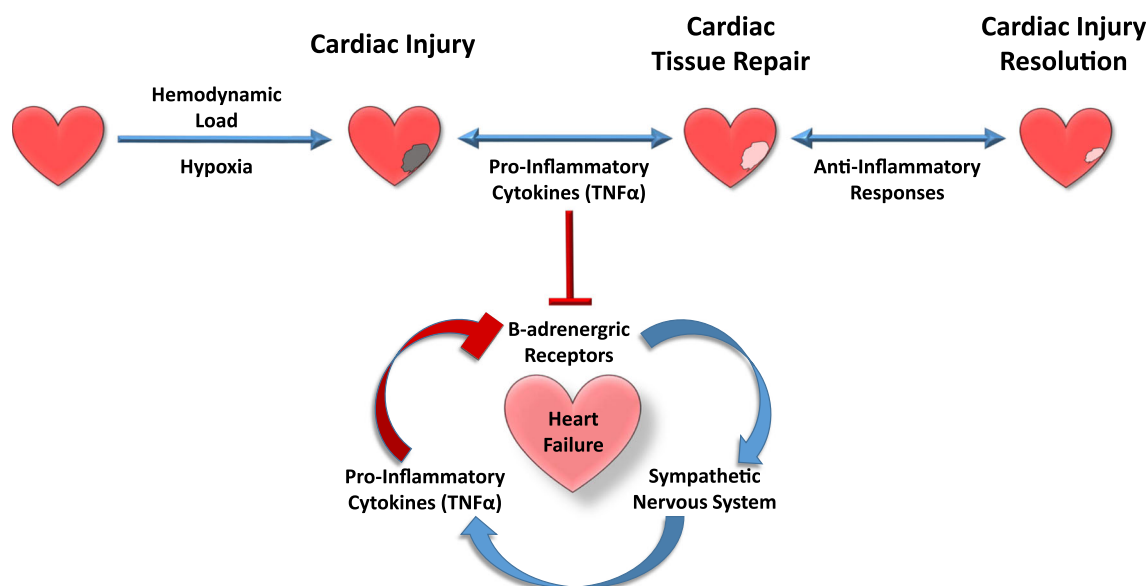 Cardiac Injury
Cardiac
Tissue Repair
Cardiac Injury
Resolution
Hemodynamic
Load
Hypoxia
Pro-Inflammatory
Cytokines (TNFα)
Anti-Inflammatory
Responses
B-adrenergric
Receptors
Heart
Failure
Pro-Inflammatory
Cytokines (TNFα)
Sympathetic
Nervous System